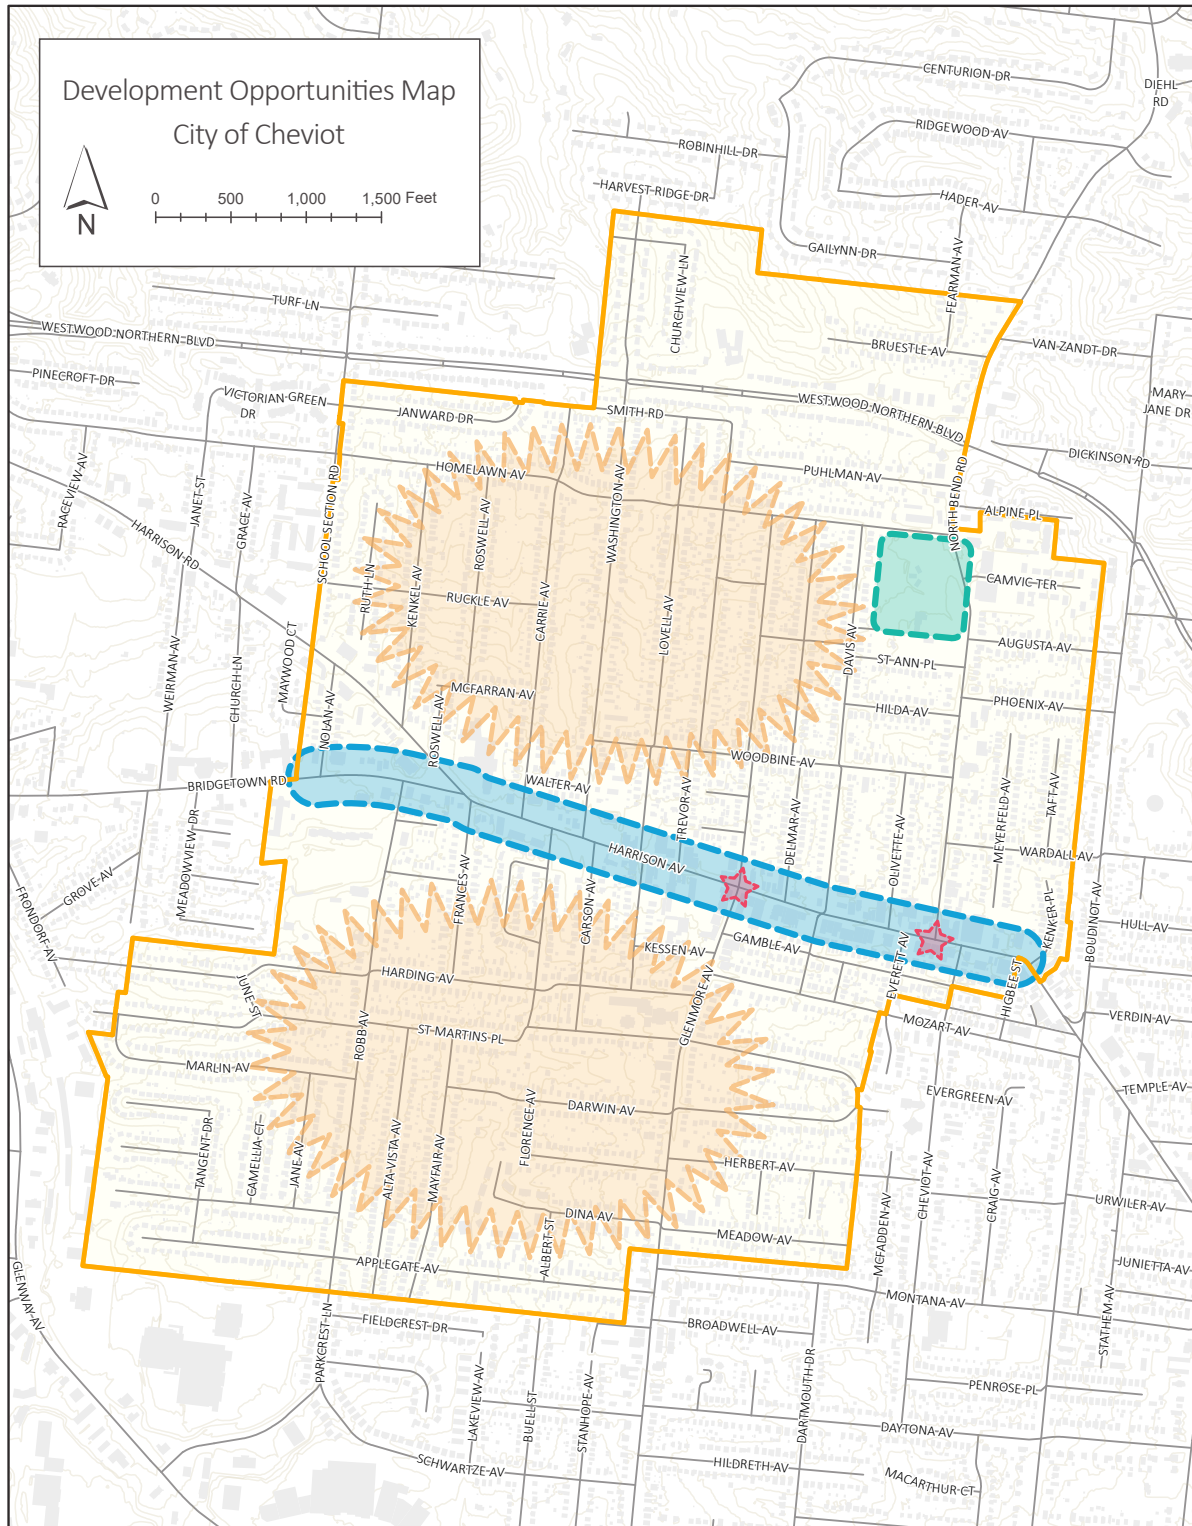 Development Opportunities Map
City of Cheviot
N
0 500 1,000 1,500 Feet
CENTURION DR
DIEHL
RD
RIDGEWOOD AV
ROBINHILL DR
HARVEST RIDGE DR
HADER AV
GAILYNN DR
FEARMAN AV
CHURCHVIEW LN
TURF LN
WESTWOOD NORTHERN BLVD
BRUESTLE AV
VAN ZANDT DR
PINECROFT DR
VICTORIAN GREEN
DR
JANWARD DR
SMITH RD
WESTWOOD NORTHERN BLVD
MARY
JANE DR
DICKINSON RD
RACEVIEW AV
JANET ST
GRACE AV
HARRISON RD
SCHOOL SECTION RD
HOMELAWN AV
ROSWELL AV
WASHINGTON AV
PUHLMAN AV
NORTH BEND RD
ALPINE PL
RUTH LN
KENKEL AV
RUCKLE AV
CARRIE AV
LOVELL AV
CAMVIC TER
DAVIS AV
ST ANN PL
AUGUSTA AV
WEIRMAN AV
CHURCH LN
MAYWOOD CT
NOLAN AV
MCFARRAN AV
ROSWELL AV
HILDA AV
PHOENIX AV
WOODBINE AV
BRIDGETOWN RD
WALTER AV
TREVOR AV
DELMAR AV
OLIVETTE AV
MEYERFELD AV
TAFT AV
WARDALL AV
MEADOWVIEW DR
GROVE AV
FRONDORF AV
FRANCES AV
HARRISON AV
CARSON AV
KESSEN AV
GAMBLE AV
EVERETT AV
HIGBEE ST
KENKER PL
BOUDINOT AV
HULL AV
JUNE ST
HARDING AV
GLENMORE AV
MOZART AV
VERDIN AV
ROBB AV
ST MARTINS PL
MARLIN AV
DARWIN AV
FLORENCE AV
EVERGREEN AV
TEMPLE AV
TANGENT DR
CAMELLIA CT
JANE AV
ALTA VISTA AV
MAYFAIR AV
HERBERT AV
CHEVIOT AV
CRAIG AV
URWILER AV
DINA AV
ALBERT ST
MEADOW AV
MCFADDEN AV
APPLEGATE AV
JUNIETTA AV
GLENWAY AV
PARKCREST LN
FIELDCREST DR
BROADWELL AV
MONTANA AV
STATHEM AV
LAKEVIEW AV
BUELL ST
STANHOPE AV
DARTMOUTH DR
PENROSE PL
DAYTONA AV
SCHWARTZE AV
HILDRETH AV
MACARTHUR CT